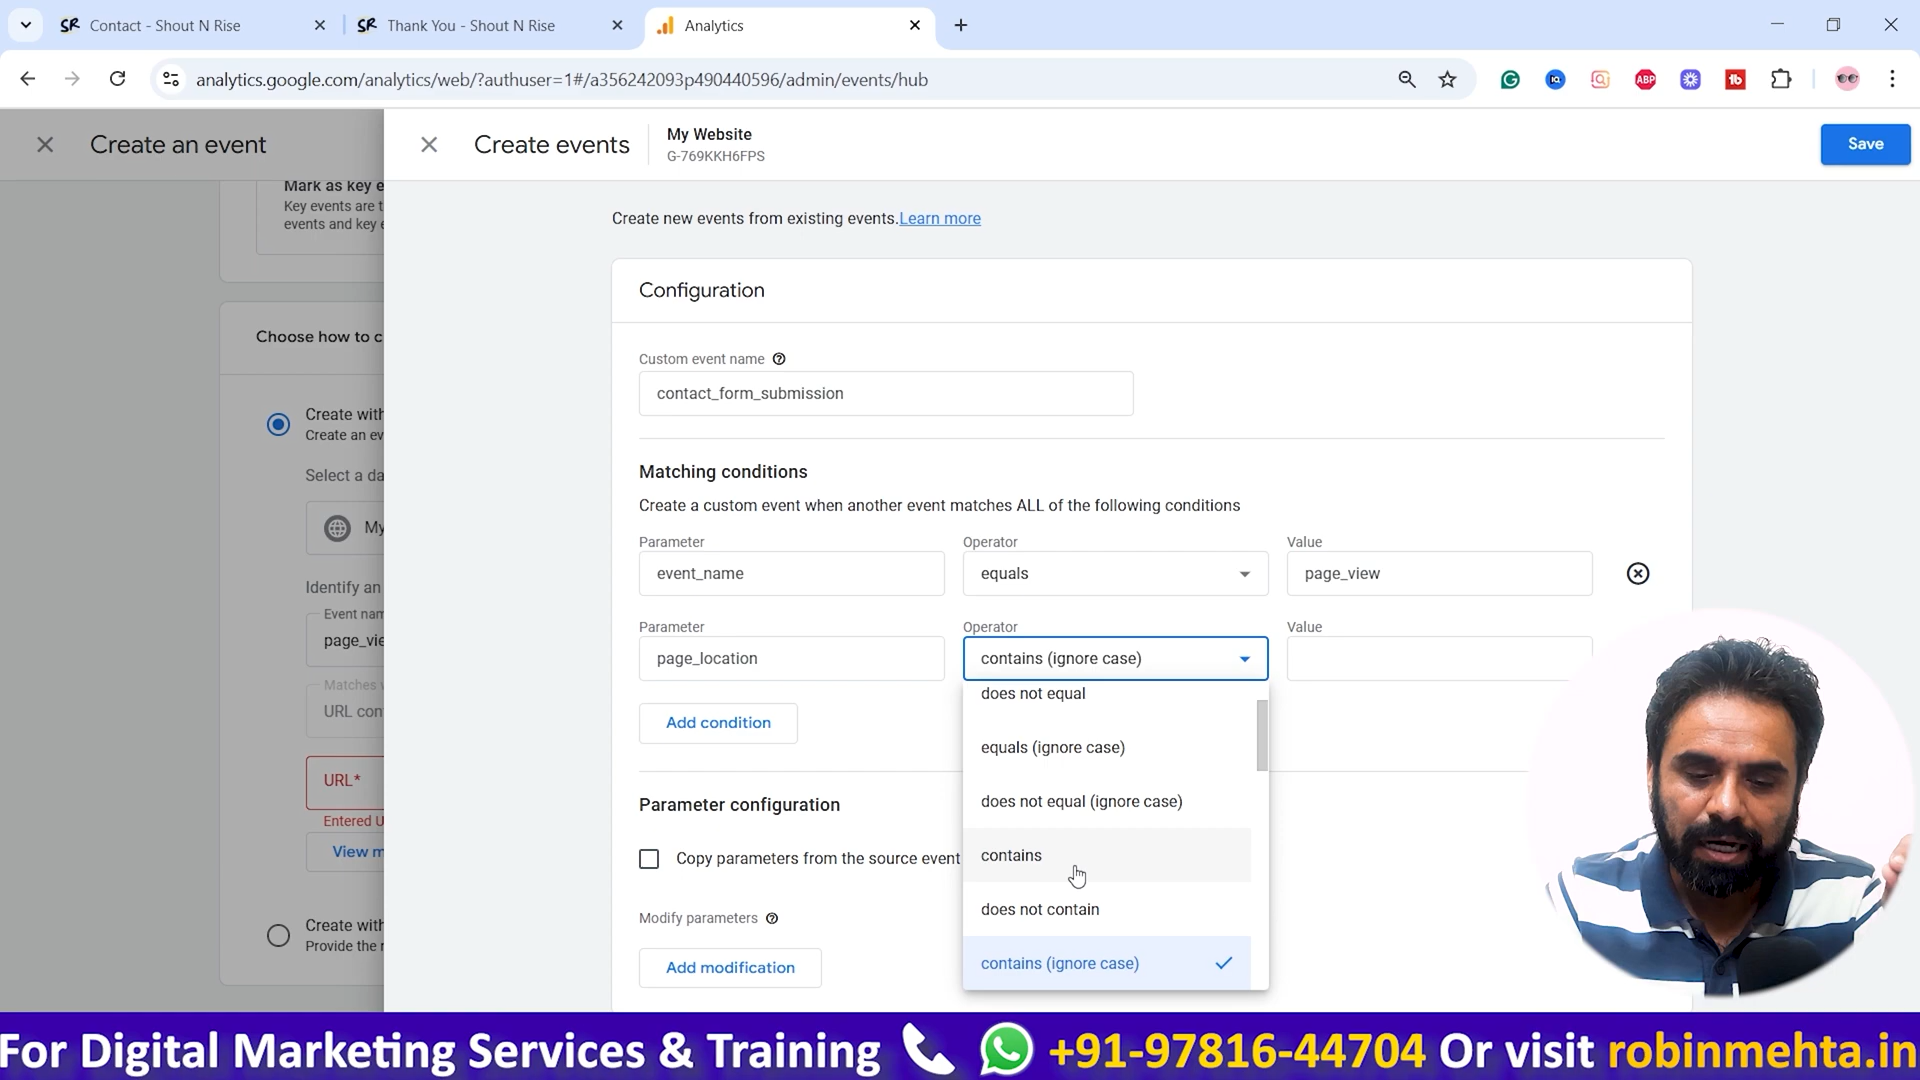 Contact - Shout N Rise
Thank You - Shout N Rise
Analytics
analytics.google.com/analytics/web/?authuser=1#/a356242093p490440596/admin/events/hub
ABP
Create an event
Create events
My Website
G-769KKH6FPS
Save
Mark as key e
Key events are t
events and key e
Choose how to c
Create with
Create an ev
Select a da
My
Identify an
Event nam
page_vie
Matches w
URL con
URL*
Entered U
View m
Create with
Provide the r
Create new events from existing events.Learn more
Configuration
Custom event name
contact_form_submission
Matching conditions
Create a custom event when another event matches ALL of the following conditions
Parameter Operator Value
event_name equals page_view
Parameter Operator Value
page_location contains (ignore case)
does not equal
equals (ignore case)
does not equal (ignore case)
contains
does not contain
contains (ignore case)
Add condition
Parameter configuration
Copy parameters from the source event
Modify parameters
Add modification
For Digital Marketing Services & Training +91-97816-44704 Or visit robinmehta.in